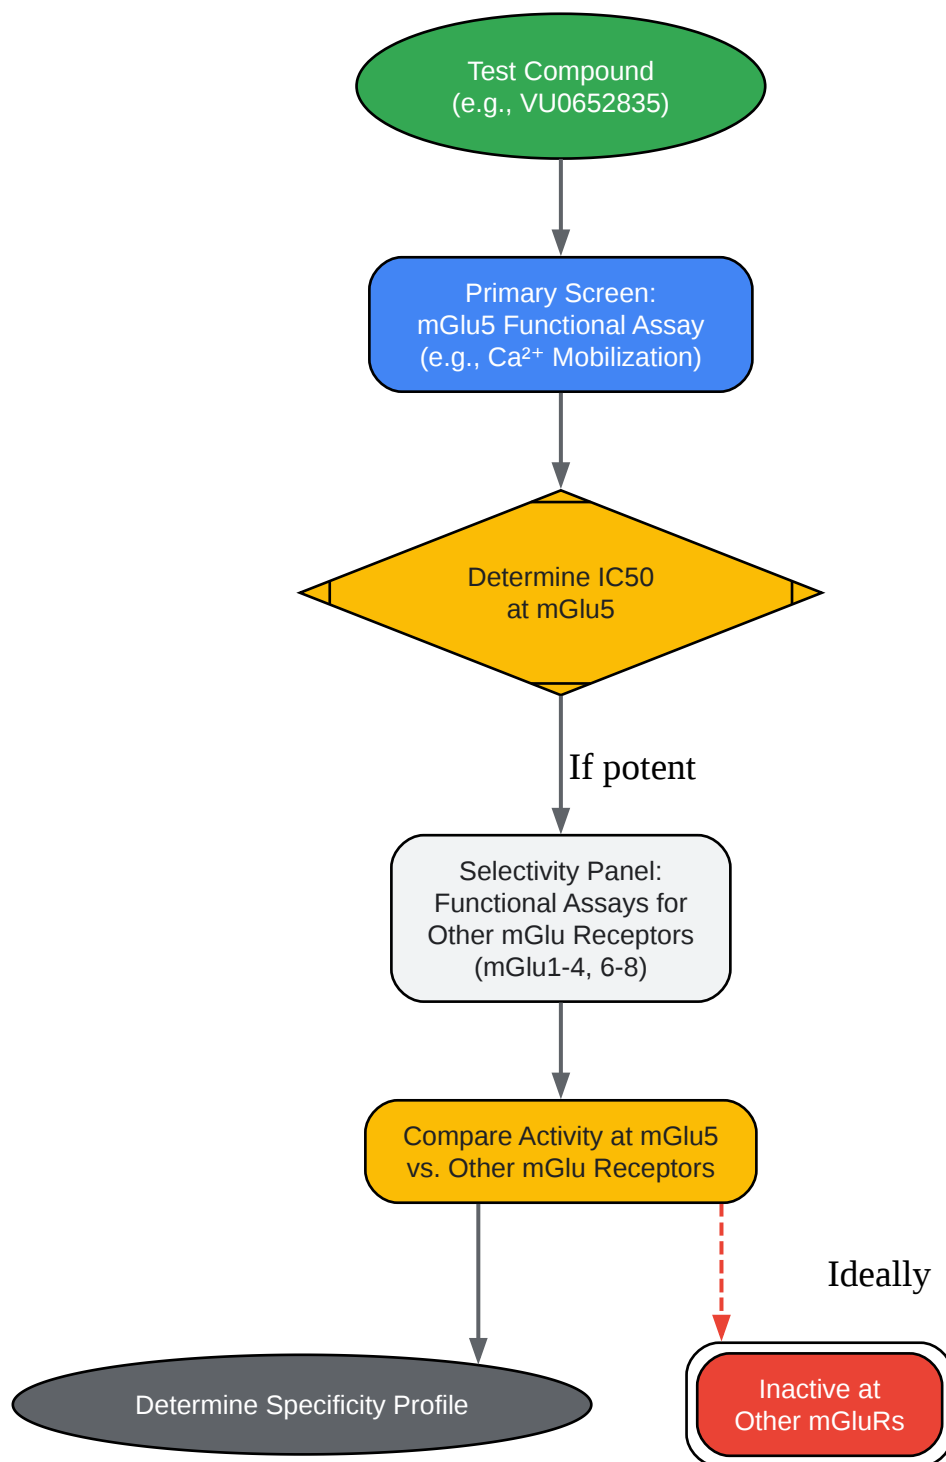 Test Compound
(e.g., VU0652835)
Primary Screen:
mGlu5 Functional Assay
(e.g., Ca²⁺ Mobilization)
Determine IC50
at mGlu5
If potent
Selectivity Panel:
Functional Assays for
Other mGlu Receptors
(mGlu1-4, 6-8)
Compare Activity at mGlu5
vs. Other mGlu Receptors
Ideally
Determine Specificity Profile
Inactive at
Other mGluRs